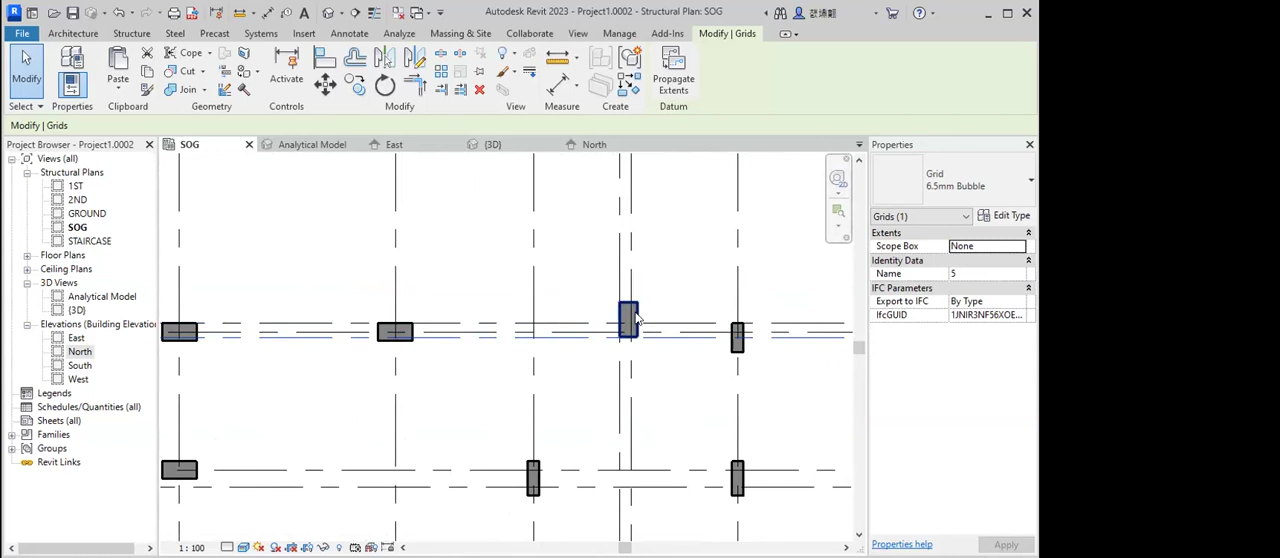 Autodesk Revit 2023 - Project1.0002 - Structural Plan: SOG
File Architecture Structure Steel Precast Systems Insert Annotate Analyze Massing & Site Collaborate View Manage Add-Ins Modify | Grids
Modify
Paste
Cope
Cut
Join
Activate
Propagate
Extents
Select Properties Clipboard Geometry Controls Modify View Measure Create Datum
Modify | Grids
Project Browser - Project1.0002
SOG Analytical Model East {3D} North
Properties
Views (all)
Structural Plans
1ST
2ND
GROUND
SOG
STAIRCASE
Floor Plans
Ceiling Plans
3D Views
Analytical Model
{3D}
Elevations (Building Elevation
East
North
South
West
Legends
Schedules/Quantities (all)
Sheets (all)
Families
Groups
Revit Links
Grid
6.5mm Bubble
Grids (1) Edit Type
Extents
Scope Box None
Identity Data
Name 5
IFC Parameters
Export to IFC By Type
IfcGUID 1JNIR3NF56XOE...
1 : 100
Properties help Apply